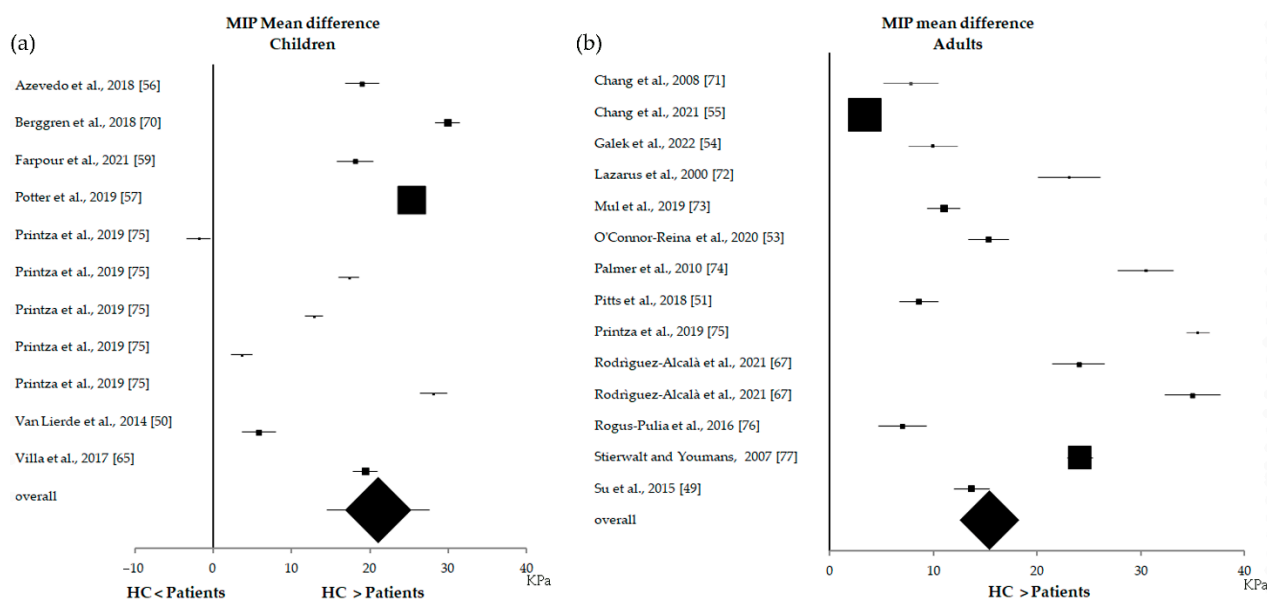 (a)
MIP Mean difference
Children
Azevedo et al., 2018 [56]
Berggren et al., 2018 [70]
Farpour et al., 2021 [59]
Potter et al., 2019 [57]
Printza et al., 2019 [75]
Printza et al., 2019 [75]
Printza et al., 2019 [75]
Printza et al., 2019 [75]
Printza et al., 2019 [75]
Van Lierde et al., 2014 [50]
Villa et al., 2017 [65]
overall
−10 0 10 20 30 40
KPa
HC < Patients HC > Patients
(b)
MIP mean difference
Adults
Chang et al., 2008 [71]
Chang et al., 2021 [55]
Galek et al., 2022 [54]
Lazarus et al., 2000 [72]
Mul et al., 2019 [73]
O'Connor-Reina et al., 2020 [53]
Palmer et al., 2010 [74]
Pitts et al., 2018 [51]
Printza et al., 2019 [75]
Rodrìguez-Alcalà et al., 2021 [67]
Rodrìguez-Alcalà et al., 2021 [67]
Rogus-Pulia et al., 2016 [76]
Stierwalt and Youmans, 2007 [77]
Su et al., 2015 [49]
overall
0 10 20 30 40
KPa
HC > Patients